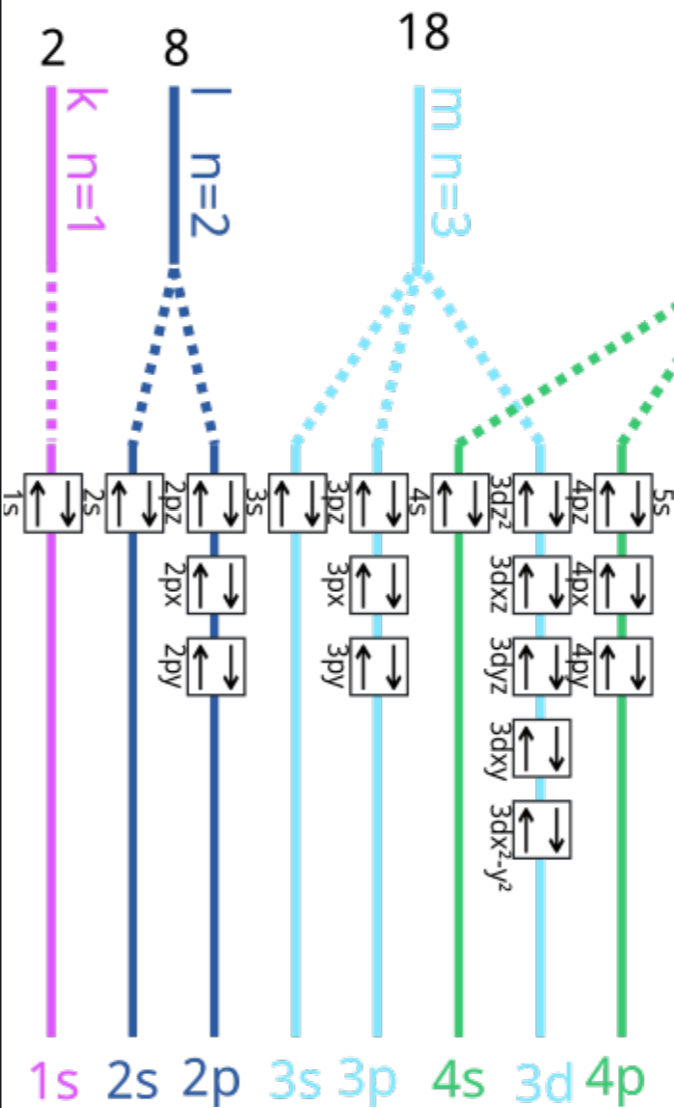 2
8
18
k n=1
l n=2
m n=3
1s
2s
2pz
3s
3pz
4s
3dz²
4pz
5s
2px
3px
3dxz
4px
2py
3py
3dyz
4py
3dxy
3dx²-y²
1s 2s 2p 3s 3p 4s 3d 4p